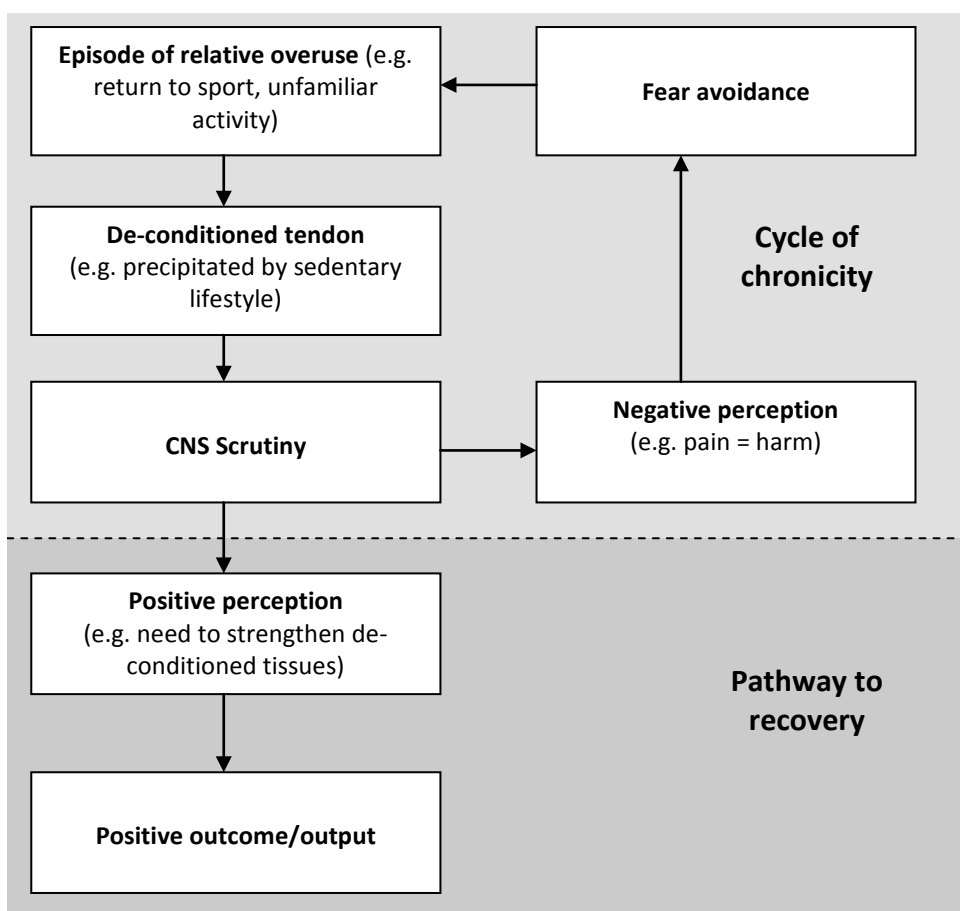 Episode of relative overuse (e.g.
return to sport, unfamiliar
activity)
Fear avoidance
De-conditioned tendon
(e.g. precipitated by sedentary
lifestyle)
Cycle of
chronicity
CNS Scrutiny
Negative perception
(e.g. pain = harm)
Positive perception
(e.g. need to strengthen de-
conditioned tissues)
Pathway to
recovery
Positive outcome/output